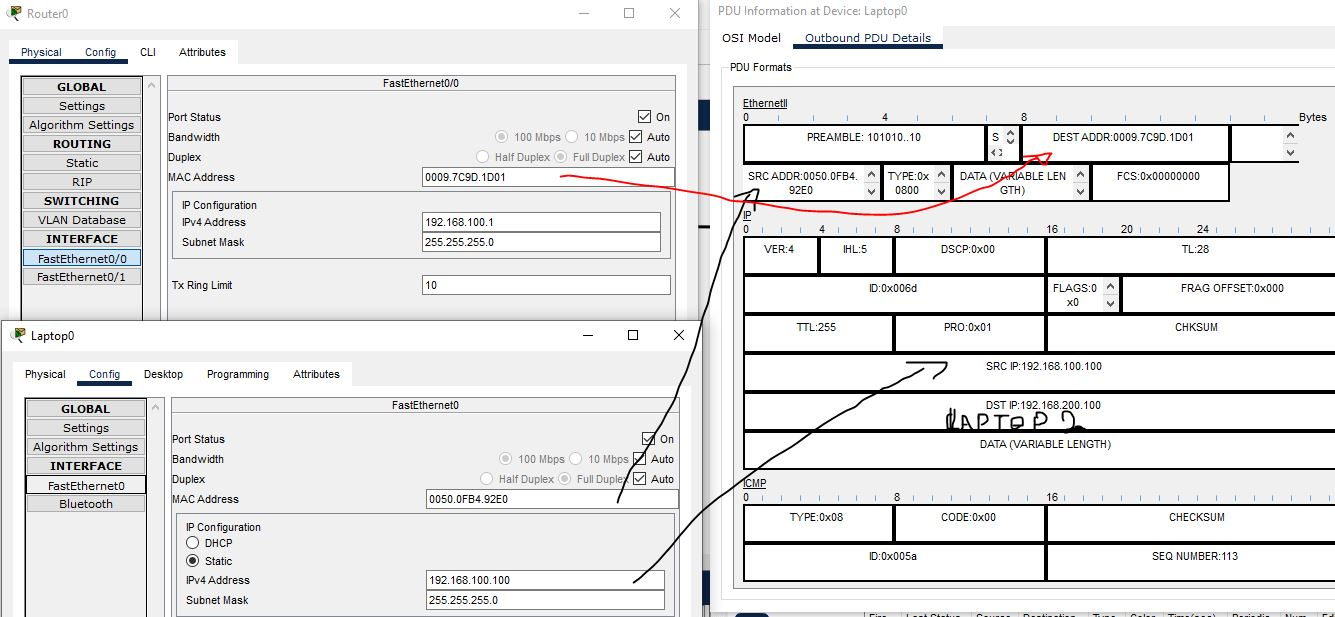 Router0
Physical Config CLI Attributes
GLOBAL
Settings
Algorithm Settings
ROUTING
Static
RIP
SWITCHING
VLAN Database
INTERFACE
FastEthernet0/0
FastEthernet0/1
FastEthernet0/0
Port Status On
Bandwidth 100 Mbps 10 Mbps Auto
Duplex Half Duplex Full Duplex Auto
MAC Address 0009.7C9D.1D01
IP Configuration
IPv4 Address 192.168.100.1
Subnet Mask 255.255.255.0
Tx Ring Limit 10
Laptop0
Physical Config Desktop Programming Attributes
GLOBAL
Settings
Algorithm Settings
INTERFACE
FastEthernet0
Bluetooth
FastEthernet0
Port Status On
Bandwidth 100 Mbps 10 Mbps Auto
Duplex Half Duplex Full Duplex Auto
MAC Address 0050.0FB4.92E0
IP Configuration
DHCP
Static
IPv4 Address 192.168.100.100
Subnet Mask 255.255.255.0
PDU Information at Device: Laptop0
OSI Model Outbound PDU Details
PDU Formats
EthernetII
0 4 8 Bytes
PREAMBLE: 101010..10 S DEST ADDR:0009.7C9D.1D01
SRC ADDR:0050.0FB4.
92E0
TYPE:0x
0800
DATA (VARIABLE LEN
GTH)
FCS:0x00000000
IP
0 4 8 16 20 24
VER:4 IHL:5 DSCP:0x00 TL:28
ID:0x006d FLAGS:0
x0
FRAG OFFSET:0x000
TTL:255 PRO:0x01 CHKSUM
SRC IP:192.168.100.100
DST IP:192.168.200.100
LAPTOP 2
DATA (VARIABLE LENGTH)
ICMP
0 8 16
TYPE:0x08 CODE:0x00 CHECKSUM
ID:0x005a SEQ NUMBER:113